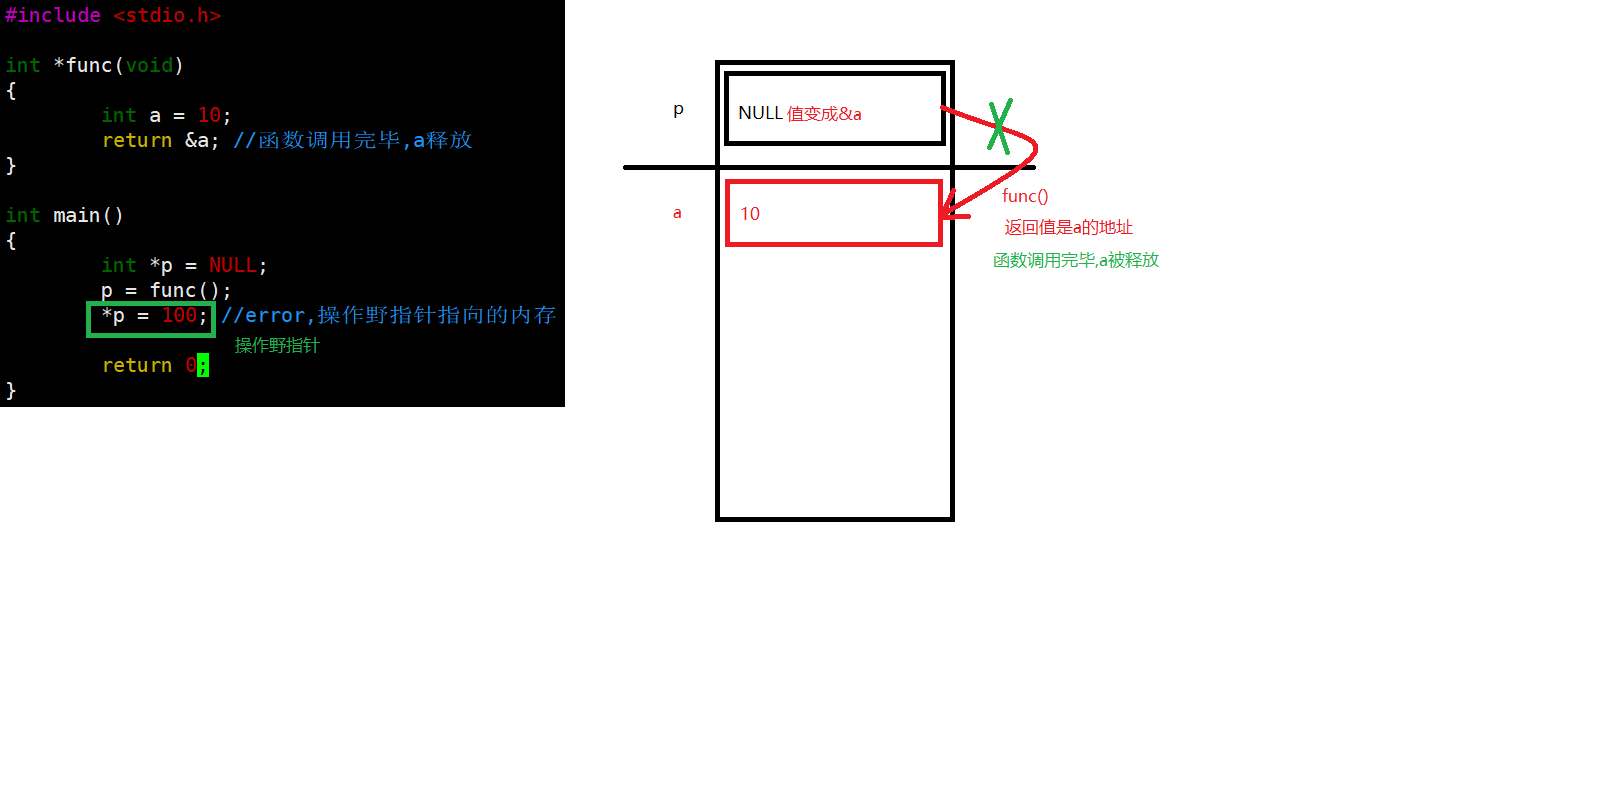 #include <stdio.h>
int *func(void)
{
int a = 10;
return &a; //函数调用完毕,a释放
}
int main()
{
int *p = NULL;
p = func();
*p = 100; //error,操作野指针指向的内存
操作野指针
return 0;
}
p
NULL 值变成&a
a
10
func()
返回值是a的地址
函数调用完毕,a被释放